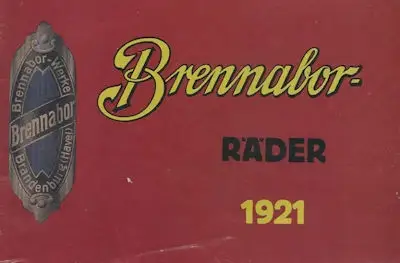 Brennabor-Werke
Brennabor
Brandenburg (Havel)
Brennabor-
RÄDER
1921